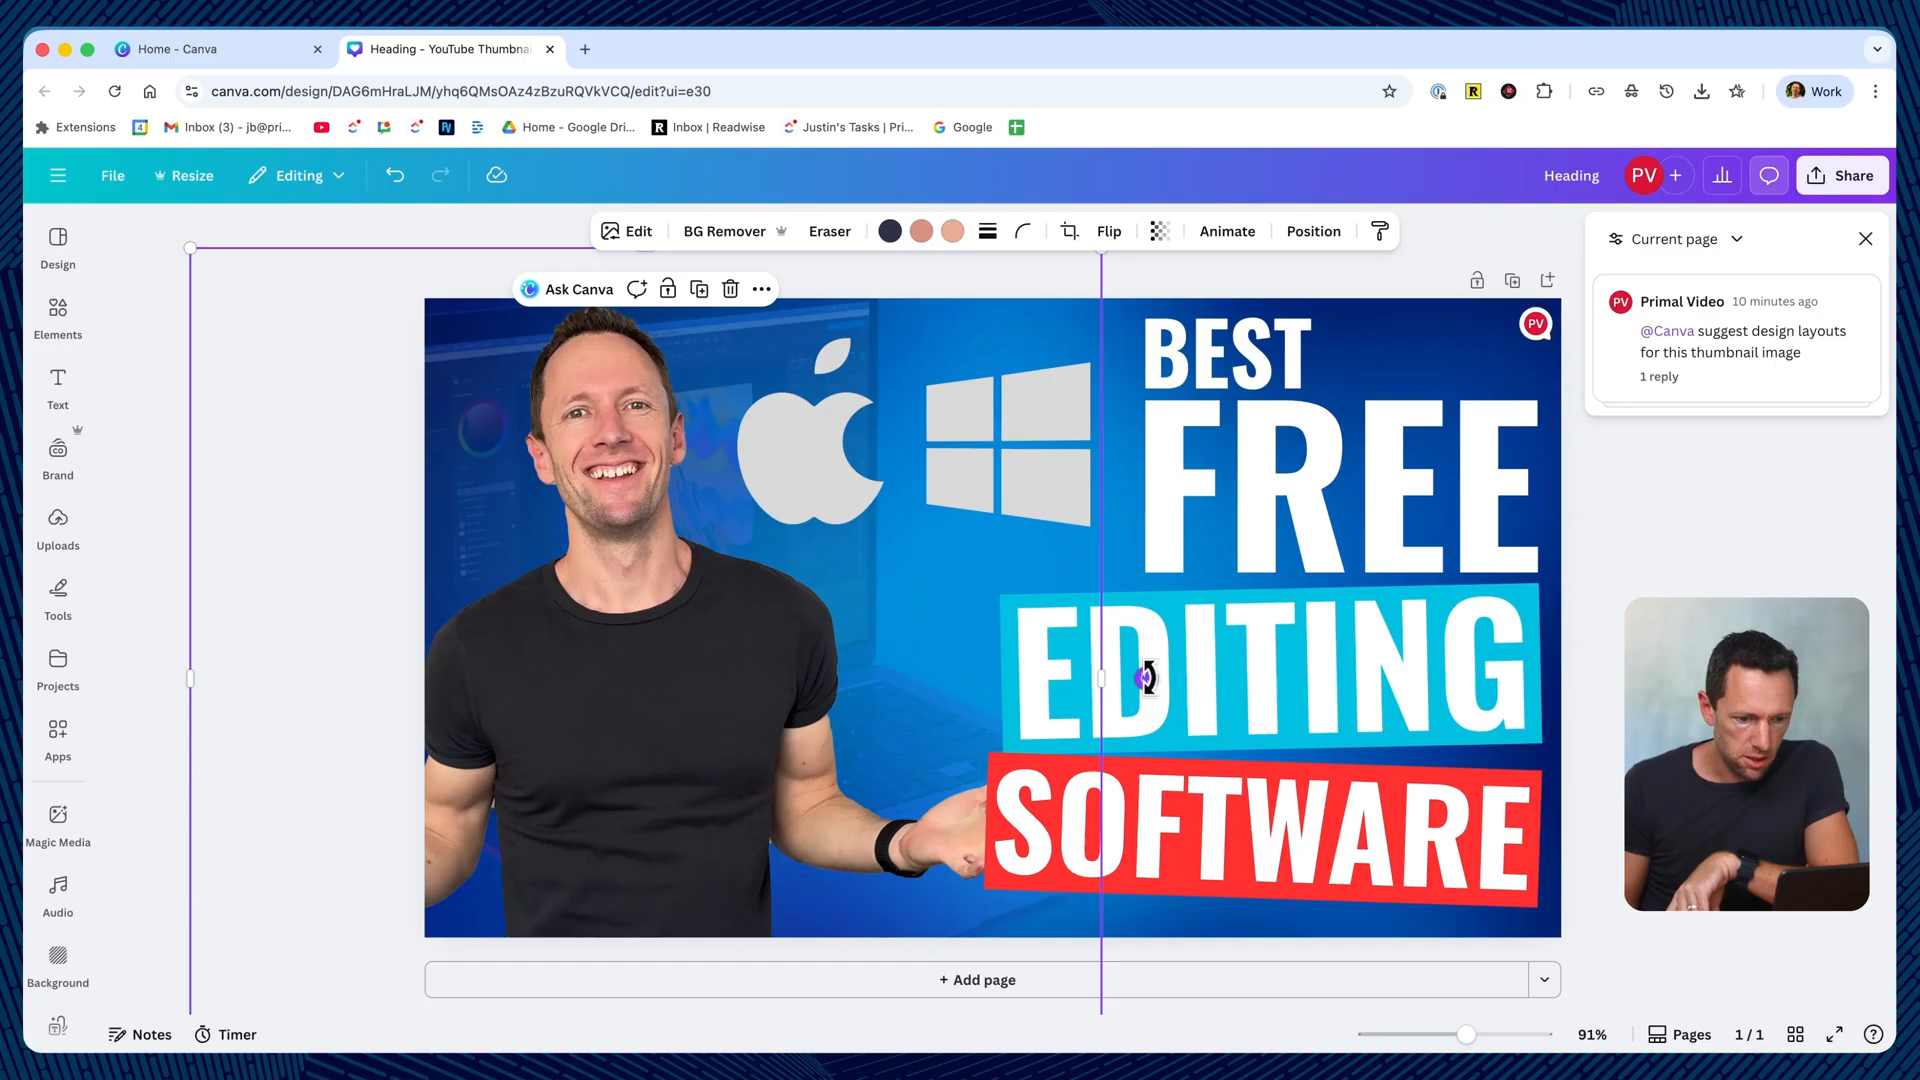 Home - Canva
Heading - YouTube Thumbna
canva.com/design/DAG6mHraLJM/yhq6QMsOAz4zBzuRQVkVCQ/edit?ui=e30
Work
Extensions
Inbox (3) - jb@pri...
Home - Google Dri...
Inbox | Readwise
Justin's Tasks | Pri...
Google
File
Resize
Editing
Heading
PV
Share
Edit
BG Remover
Eraser
Flip
Animate
Position
Current page
Design
Elements
Text
Brand
Uploads
Tools
Projects
Apps
Magic Media
Audio
Background
Ask Canva
PV
Primal Video 10 minutes ago
@Canva suggest design layouts
for this thumbnail image
1 reply
PV
BEST
FREE
EDITING
SOFTWARE
+ Add page
Notes
Timer
91%
Pages
1 / 1